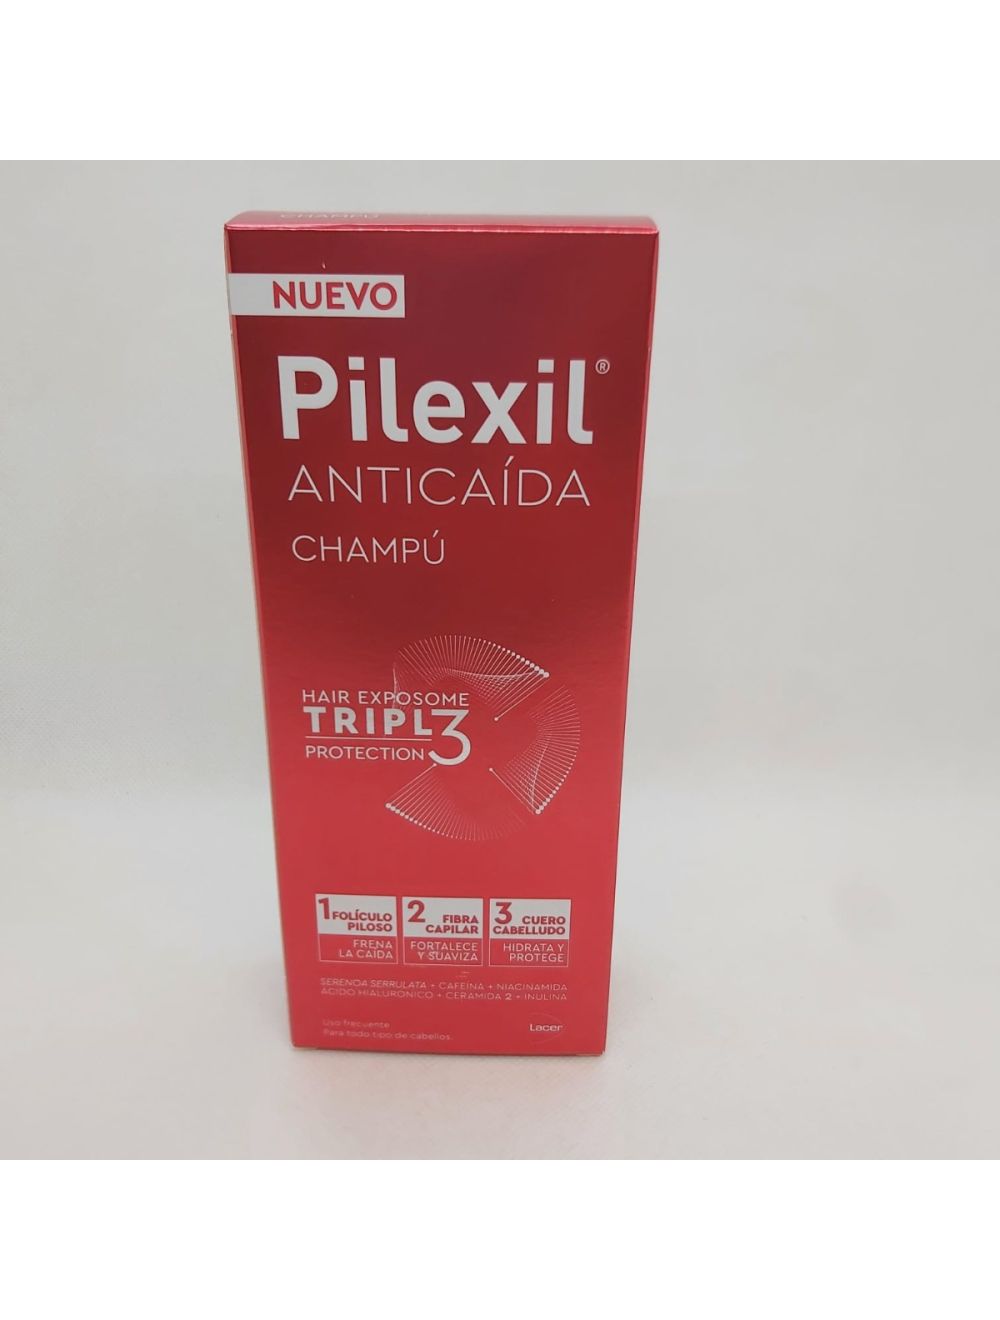 CHAMPÚ
NUEVO
Pilexil®
ANTICAÍDA
CHAMPÚ
HAIR EXPOSOME
TRIPL3
PROTECTION
1 FOLÍCULO PILOSO
FRENA LA CAÍDA
2 FIBRA CAPILAR
FORTALECE Y SUAVIZA
3 CUERO CABELLUDO
HIDRATA Y PROTEGE
SERENOA SERRULATA + CAFEÍNA + NIACINAMIDA
ÁCIDO HIALURÓNICO + CERAMIDA 2 + INULINA
Uso frecuente
Para todo tipo de cabellos.
Lacer